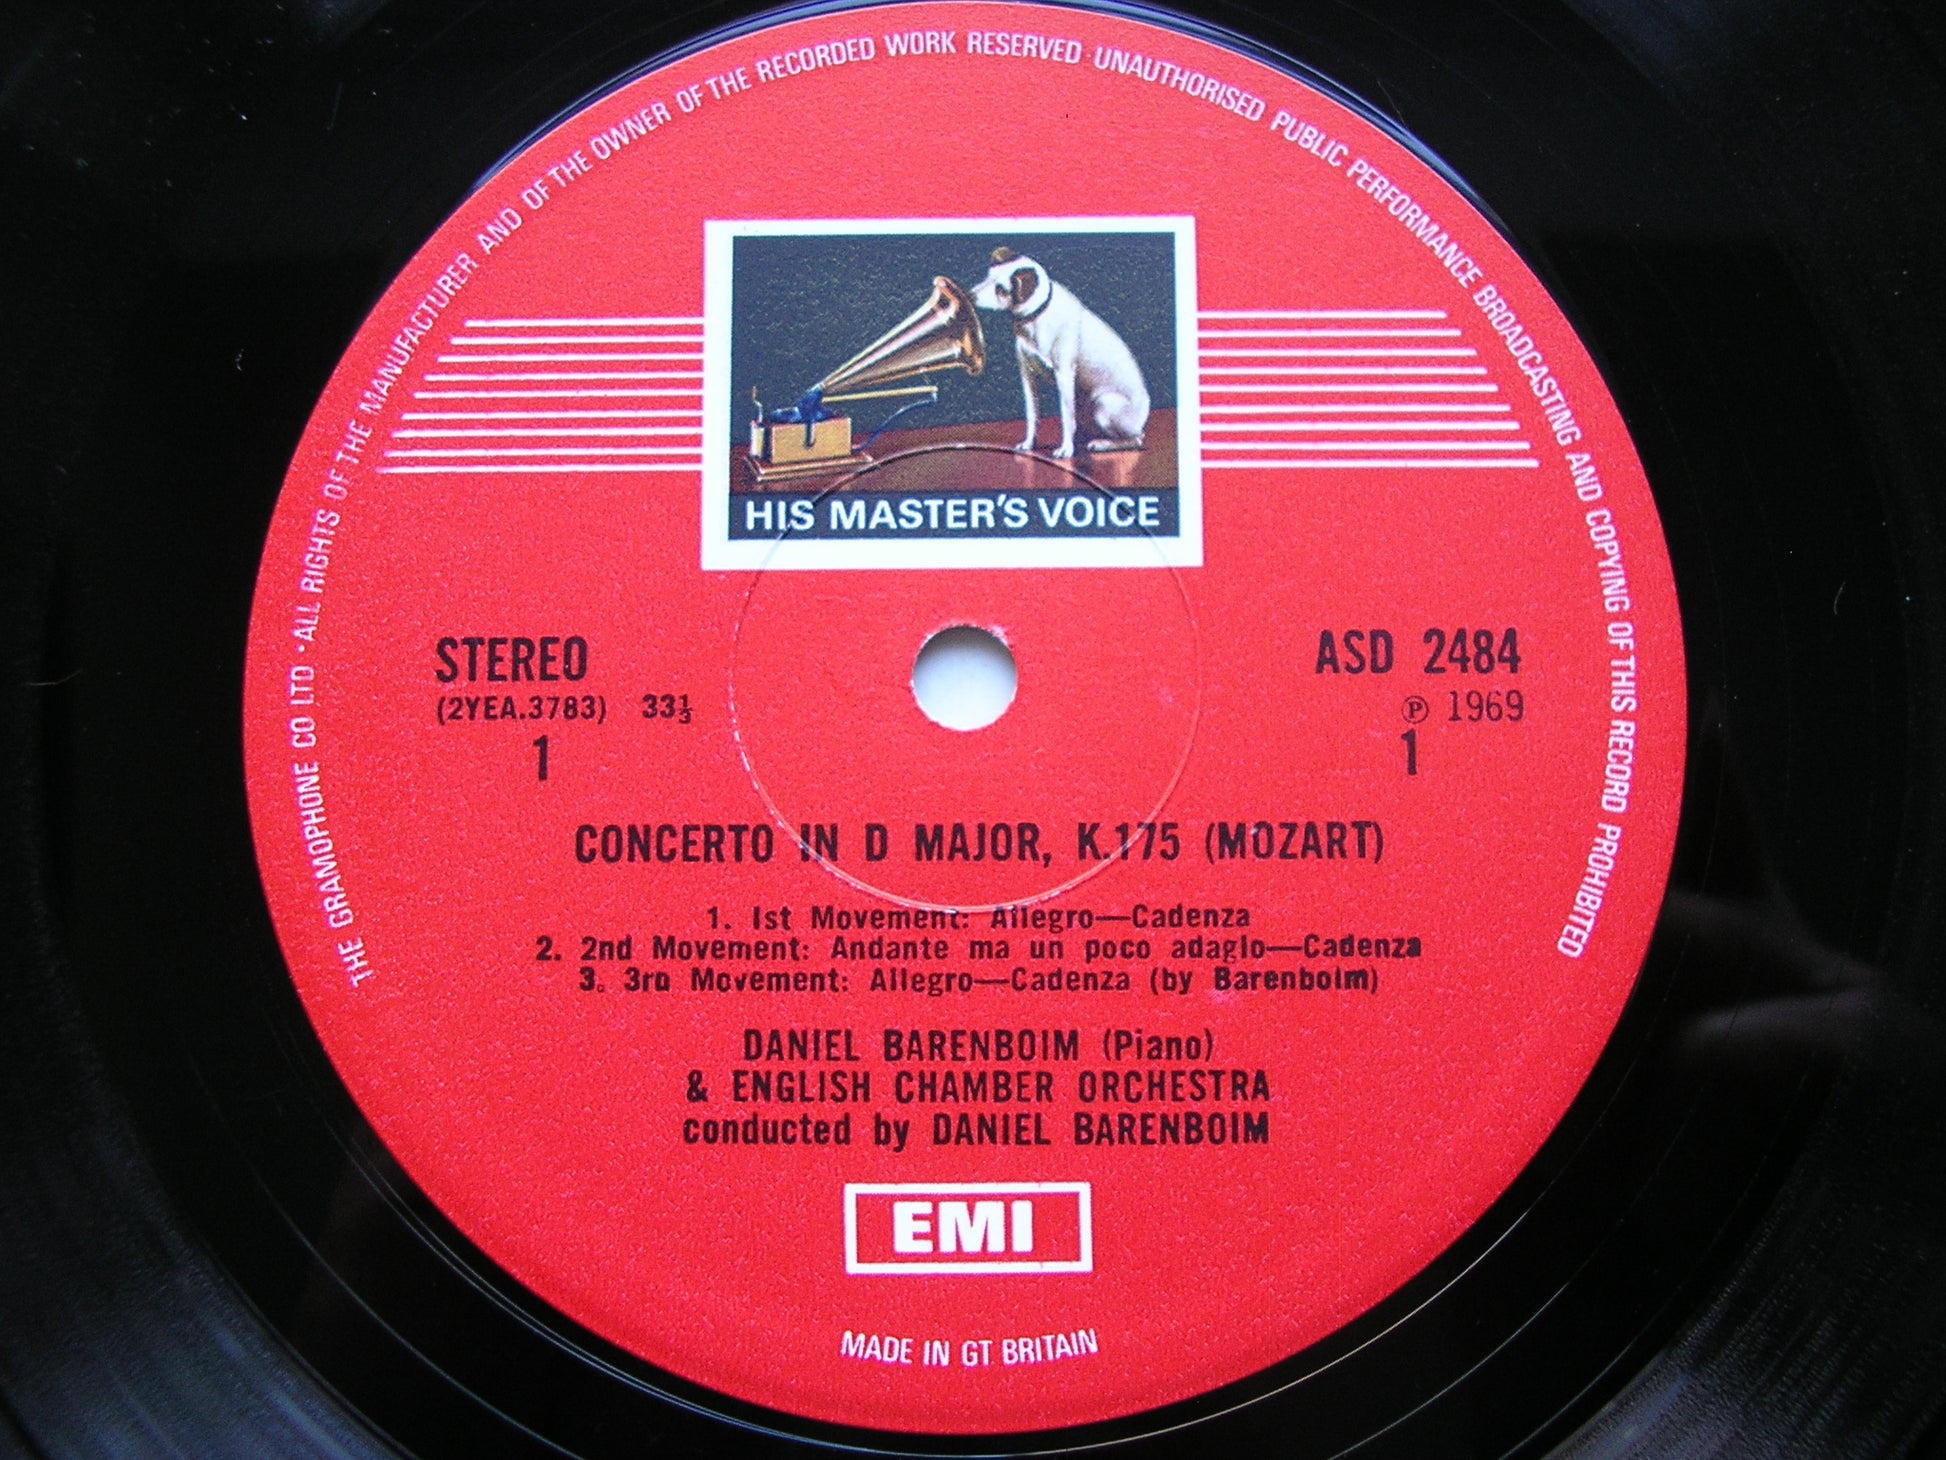 THE GRAMOPHONE CO LTD · ALL RIGHTS OF THE MANUFACTURER AND OF THE OWNER OF THE RECORDED WORK RESERVED · UNAUTHORISED PUBLIC PERFORMANCE BROADCASTING AND COPYING OF THIS RECORD PROHIBITED
HIS MASTER'S VOICE
STEREO
(2YEA.3783) 33⅓
1
ASD 2484
℗ 1969
1
CONCERTO IN D MAJOR, K.175 (MOZART)
1. 1st Movement: Allegro—Cadenza
2. 2nd Movement: Andante ma un poco adagio—Cadenza
3. 3rd Movement: Allegro—Cadenza (by Barenboim)
DANIEL BARENBOIM (Piano)
& ENGLISH CHAMBER ORCHESTRA
conducted by DANIEL BARENBOIM
EMI
MADE IN GT BRITAIN